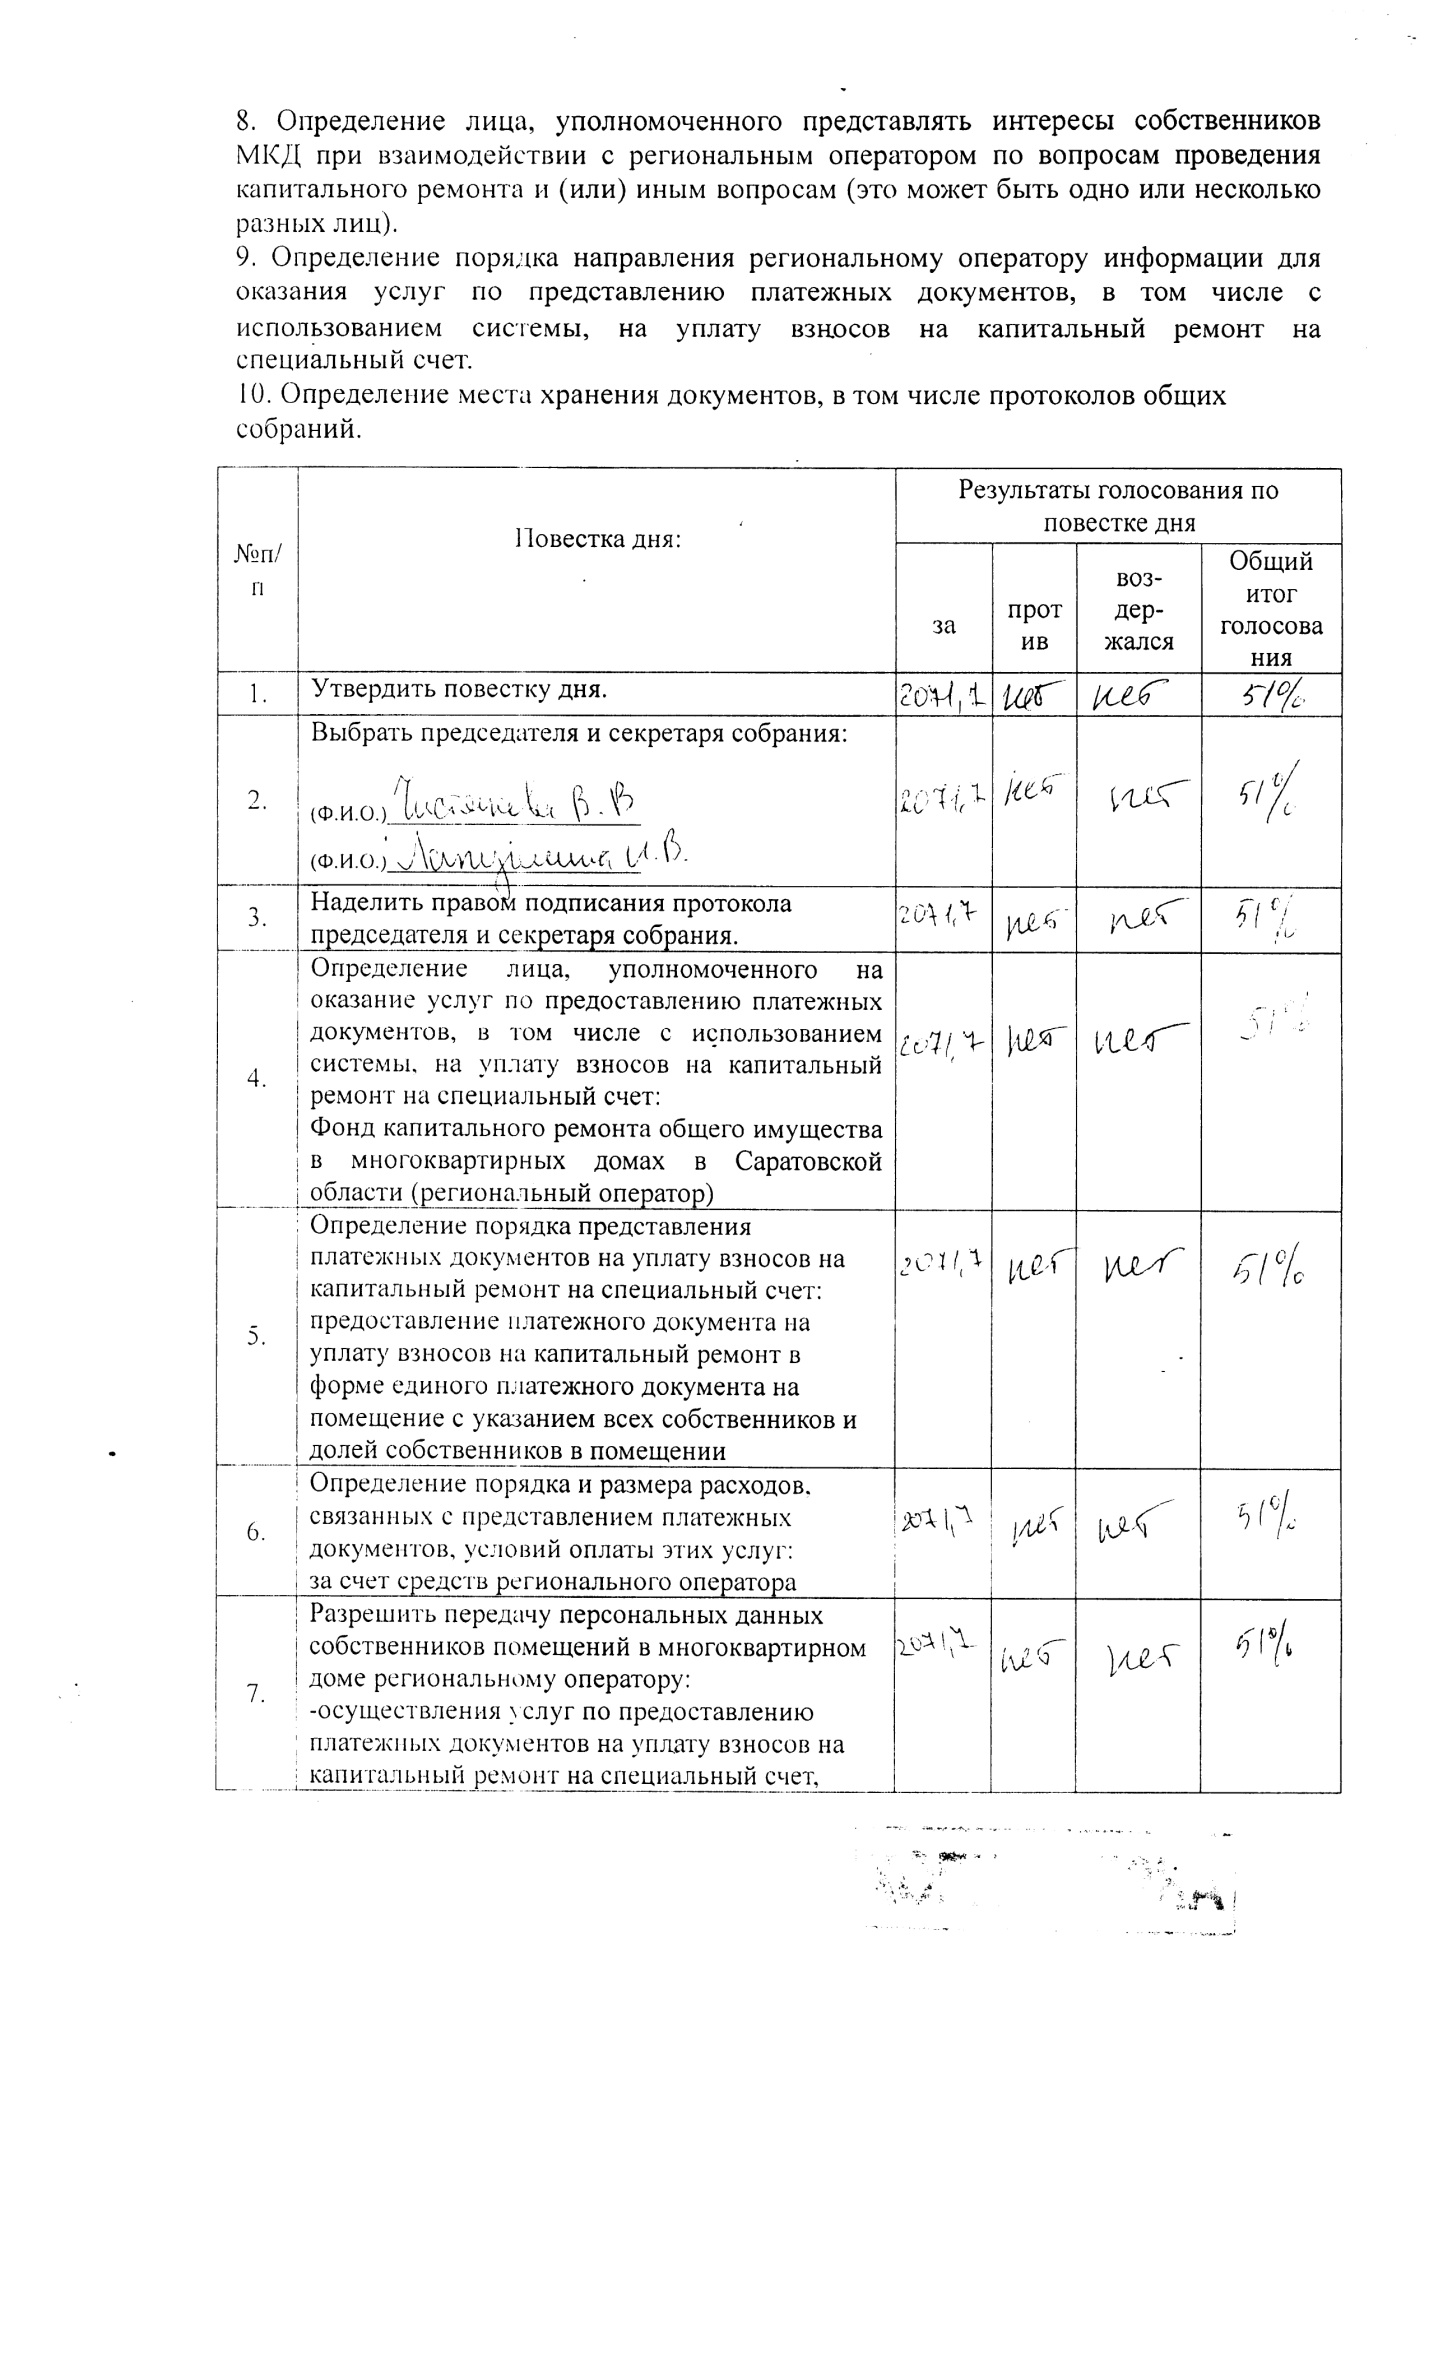 8. Определение лица, уполномоченного представлять интересы собственников
МКД при взаимодействии с региональным оператором по вопросам проведения
капитального ремонта и (или) иным вопросам (это может быть одно или несколько
разных лиц).
9. Определение порядка направления региональному оператору информации для
оказания услуг по представлению платежных документов, в том числе с
использованием системы, на уплату взносов на капитальный ремонт на
специальный счет.
10. Определение места хранения документов, в том числе протоколов общих
собраний.
№п/
п
Повестка дня:
Результаты голосования по
повестке дня
за
прот
ив
воз-
дер-
жался
Общий
итог
голосова
ния
1. Утвердить повестку дня. 2071,7 нет нет 51%
2. Выбрать председателя и секретаря собрания: 2071,7 нет нет 51%
(Ф.И.О.) В.В
(Ф.И.О.) И.В.
3. Наделить правом подписания протокола 2071,7 нет нет 51%
председателя и секретаря собрания.
4. Определение лица, уполномоченного на
оказание услуг по предоставлению платежных
документов, в том числе с использованием 2071,7 нет нет 51%
системы, на уплату взносов на капитальный
ремонт на специальный счет:
Фонд капитального ремонта общего имущества
в многоквартирных домах в Саратовской
области (региональный оператор)
5. Определение порядка представления
платежных документов на уплату взносов на 2071,7 нет нет 51%
капитальный ремонт на специальный счет:
предоставление платежного документа на
уплату взносов на капитальный ремонт в
форме единого платежного документа на
помещение с указанием всех собственников и
долей собственников в помещении
6. Определение порядка и размера расходов,
связанных с представлением платежных 2071,7 нет нет 51%
документов, условий оплаты этих услуг:
за счет средств регионального оператора
7. Разрешить передачу персональных данных
собственников помещений в многоквартирном 2071,7 нет нет 51%
доме региональному оператору:
-осуществления услуг по предоставлению
платежных документов на уплату взносов на
капитальный ремонт на специальный счет,